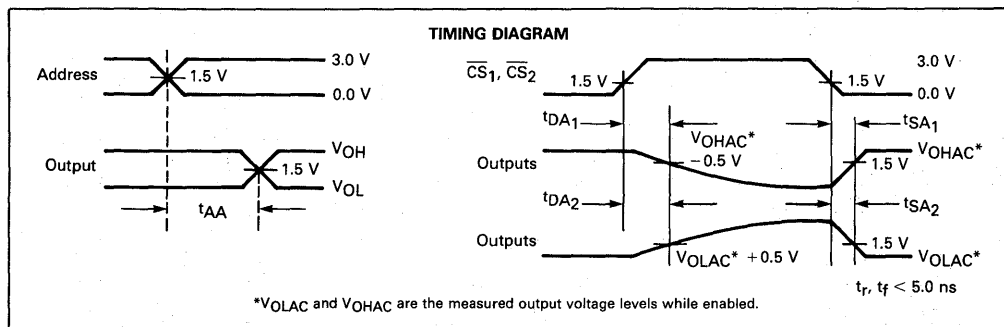 TIMING DIAGRAM
Address
1.5 V
3.0 V
0.0 V
Output
VOH
1.5 V
VOL
tAA
CS1, CS2
1.5 V
3.0 V
1.5 V
0.0 V
tDA1
tSA1
Outputs
VOHAC*
-0.5 V
VOHAC*
1.5 V
tDA2
tSA2
Outputs
VOLAC* +0.5 V
1.5 V
VOLAC*
tr, tf < 5.0 ns
*VOLAC and VOHAC are the measured output voltage levels while enabled.